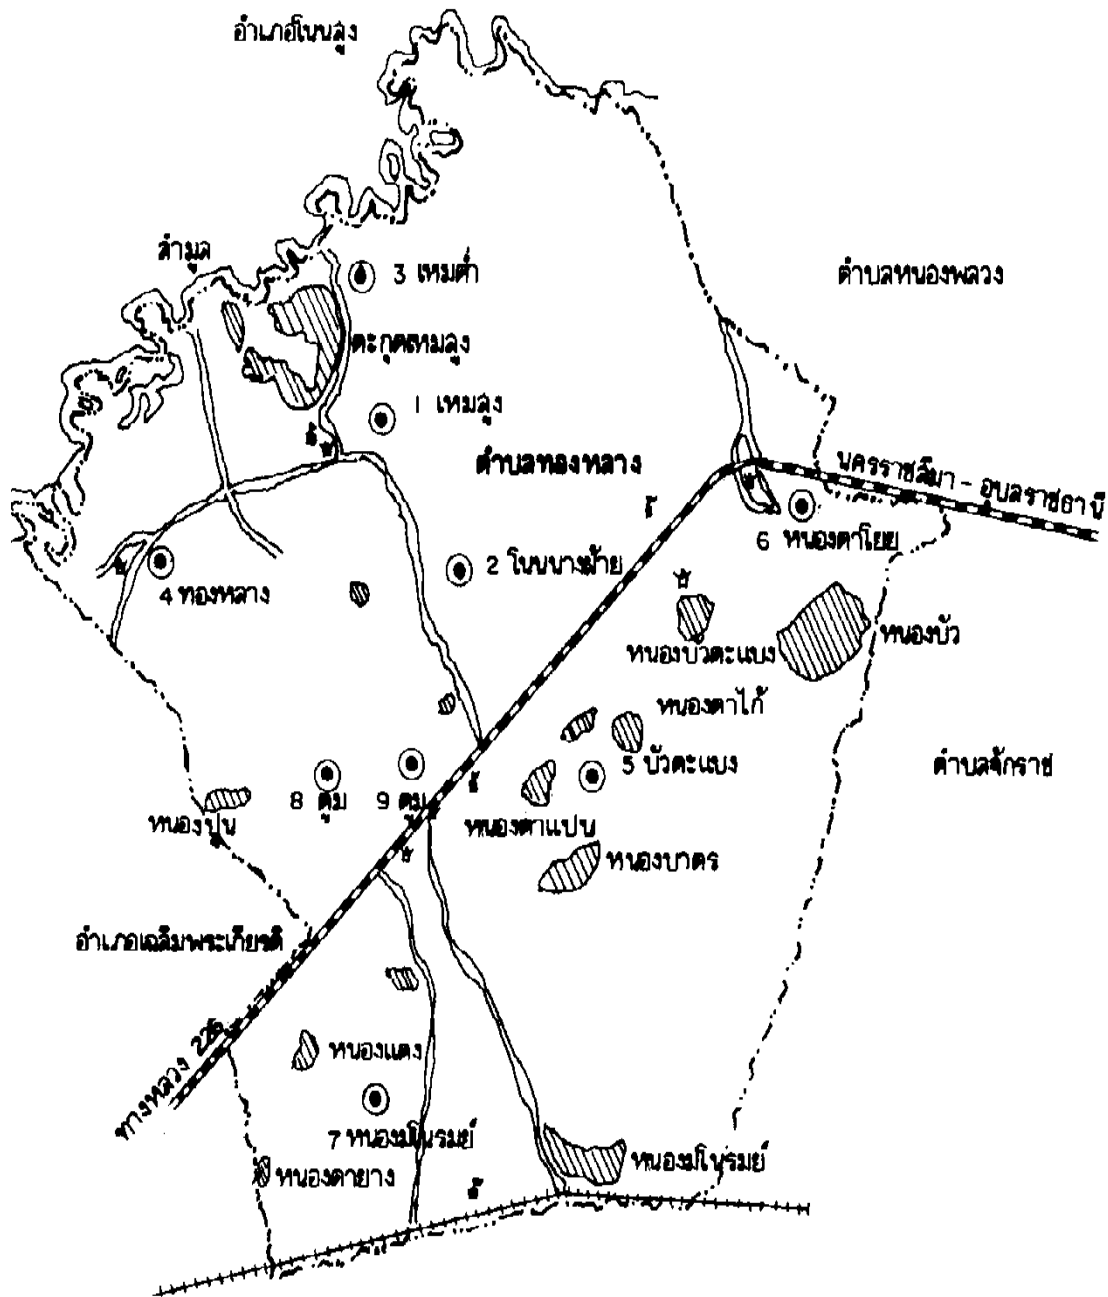 อำเภอโนนสูง
ลำมูล
3 เหมต่ำ
ตำบลหนองพลวง
ตะกุดเหมสูง
1 เหมสูง
ตำบลทองหลาง
นครราชสีมา - อุบลราชธานี
6 หนองตาโยย
2 โนนนางม้าย
4 ทองหลาง
หนองบัว
หนองบัวตะแบง
หนองตาไก้
5 บัวตะแบง
ตำบลจักราช
8 ตูม
9 ตูม
หนองปูน
หนองตาแปน
หนองบาตร
อำเภอเฉลิมพระเกียรติ
ทางหลวง 226
หนองแดง
7 หนองมโนรมย์
หนองมโนรมย์
หนองตายาง